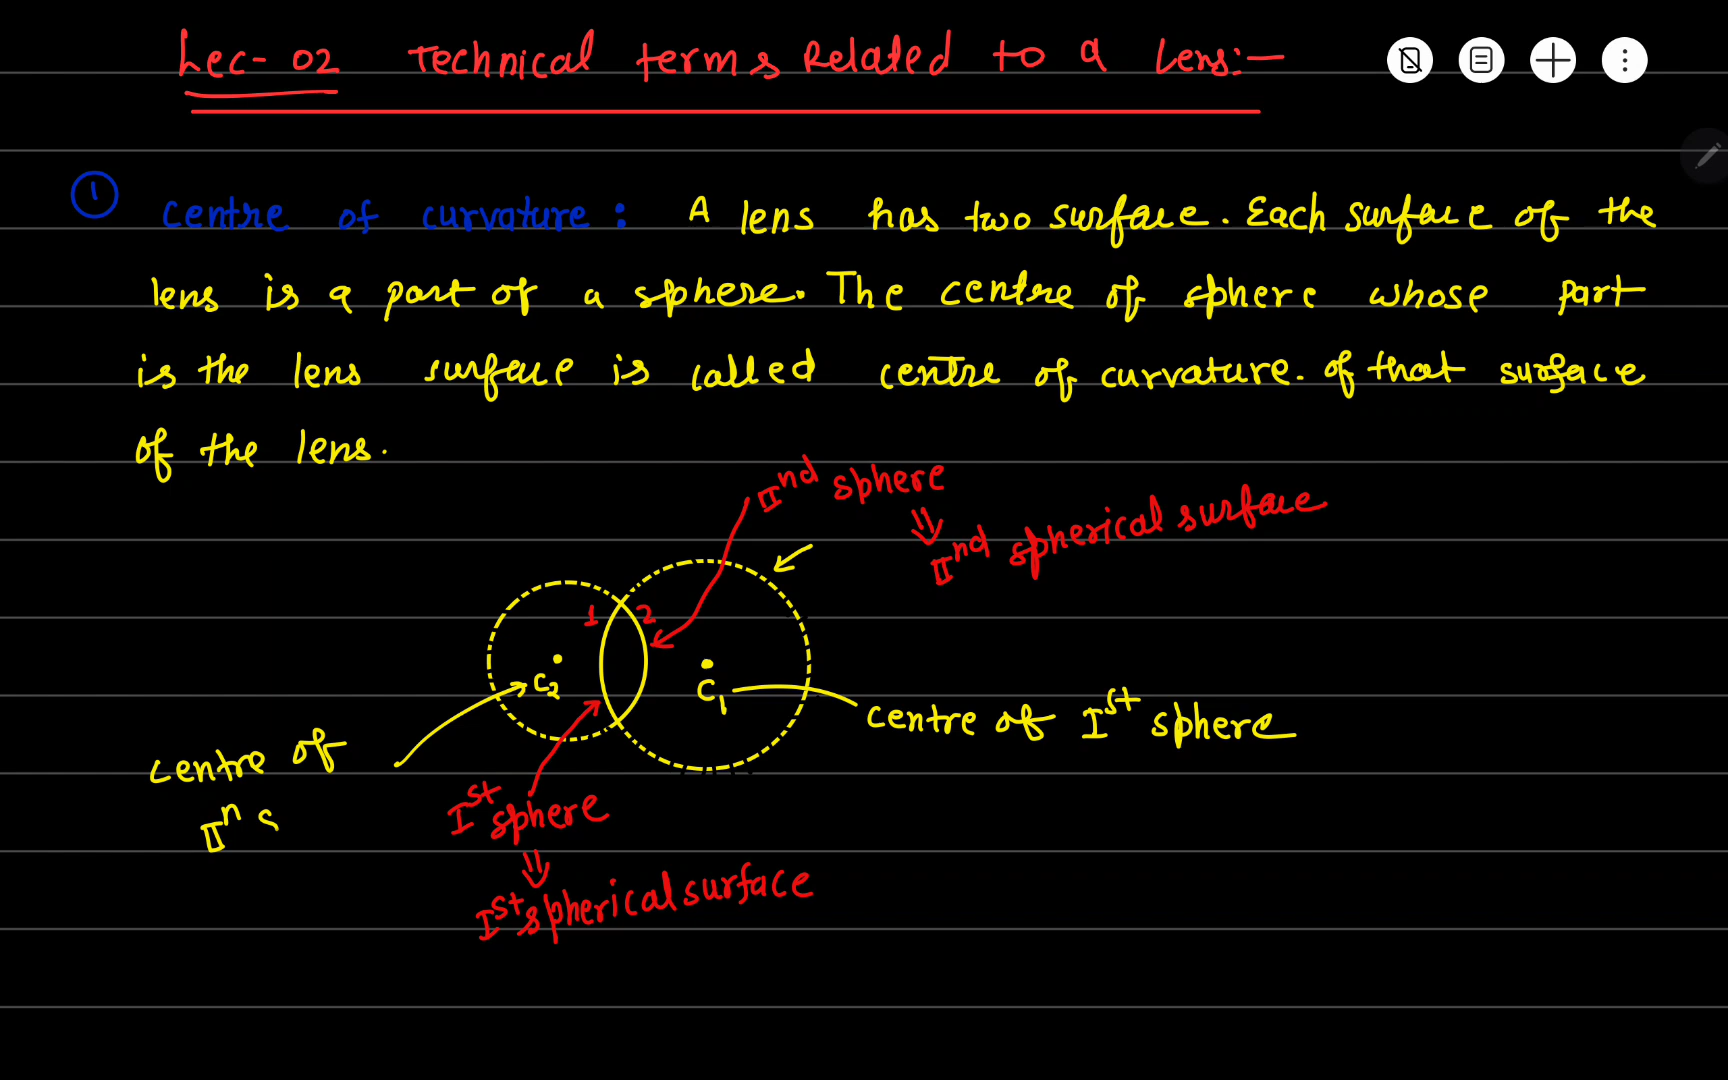 Lec-02 Technical terms Related to a Lens:-
① Centre of curvature: A lens has two surface. Each surface of the
lens is a part of a sphere. The centre of sphere whose part
is the lens surface is called centre of curvature. of that surface
of the lens.
IInd sphere
⇓
IInd spherical surface
1 2
C2
C1
centre of Ist sphere
centre of
IIn s
Ist sphere
⇓
Ist spherical surface